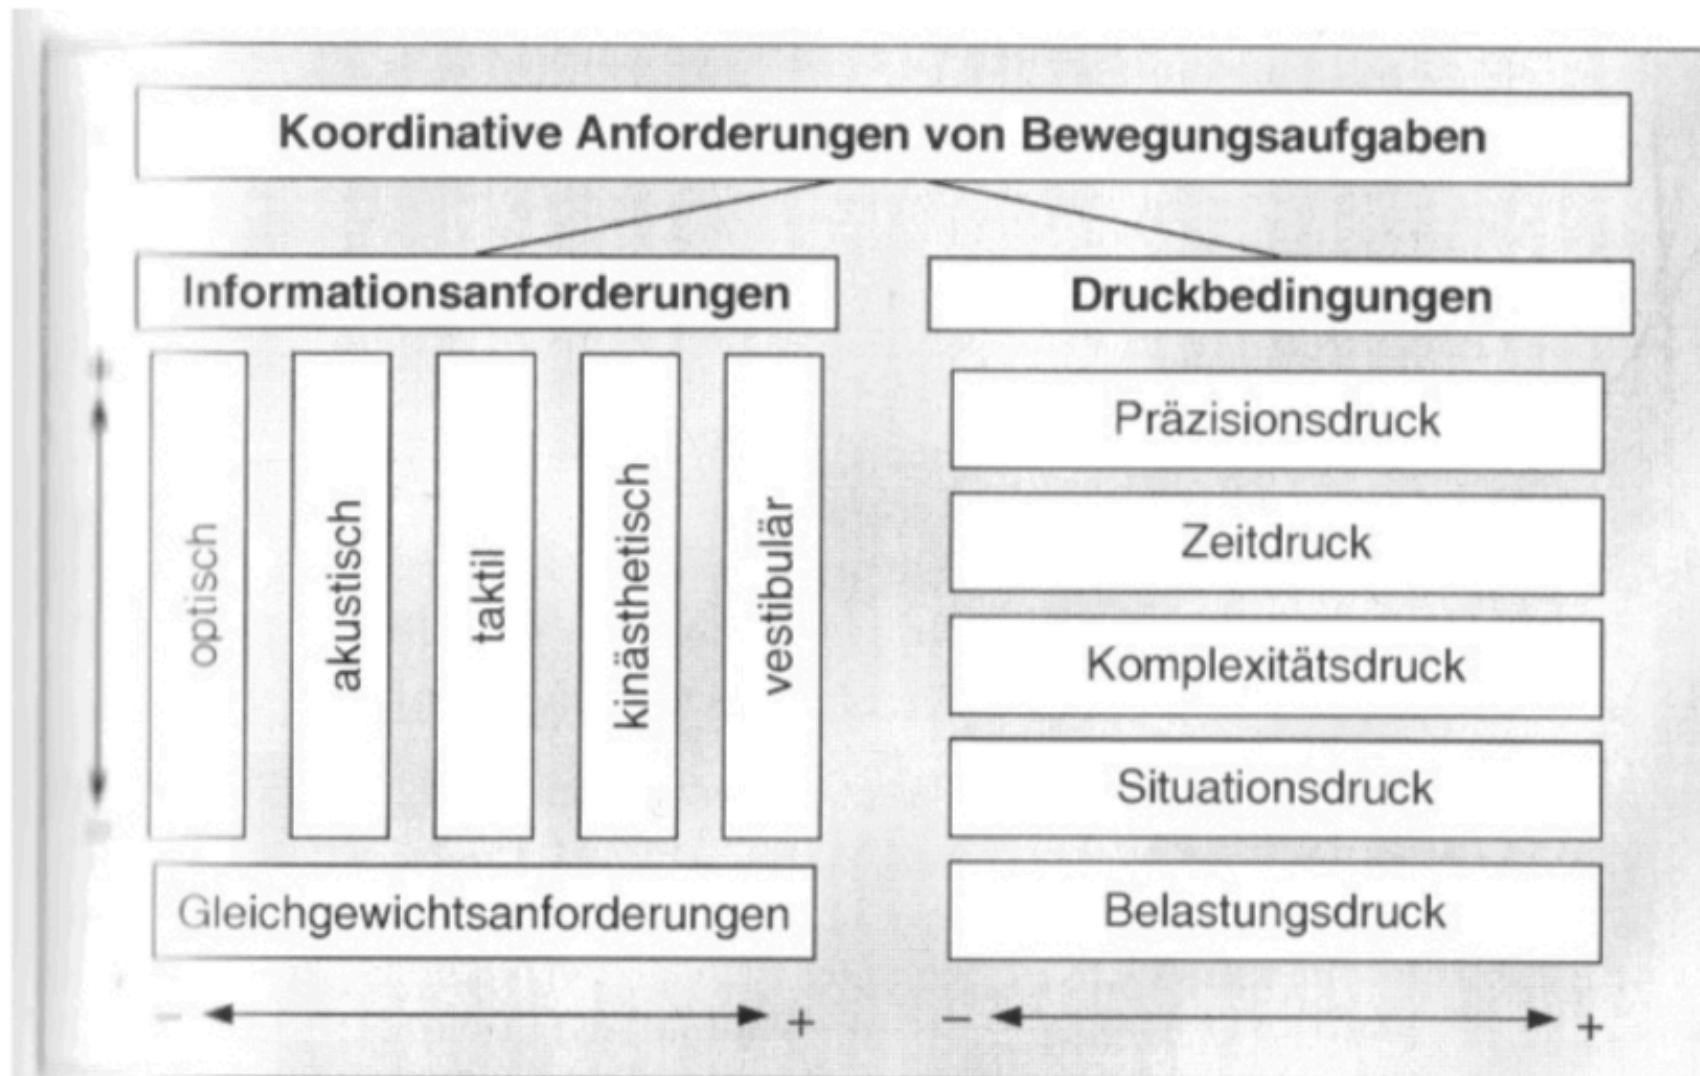 Koordinative Anforderungen von Bewegungsaufgaben
Informationsanforderungen
optisch
akustisch
taktil
kinästhetisch
vestibulär
Gleichgewichtsanforderungen
+
–
– +
Druckbedingungen
Präzisionsdruck
Zeitdruck
Komplexitätsdruck
Situationsdruck
Belastungsdruck
– +